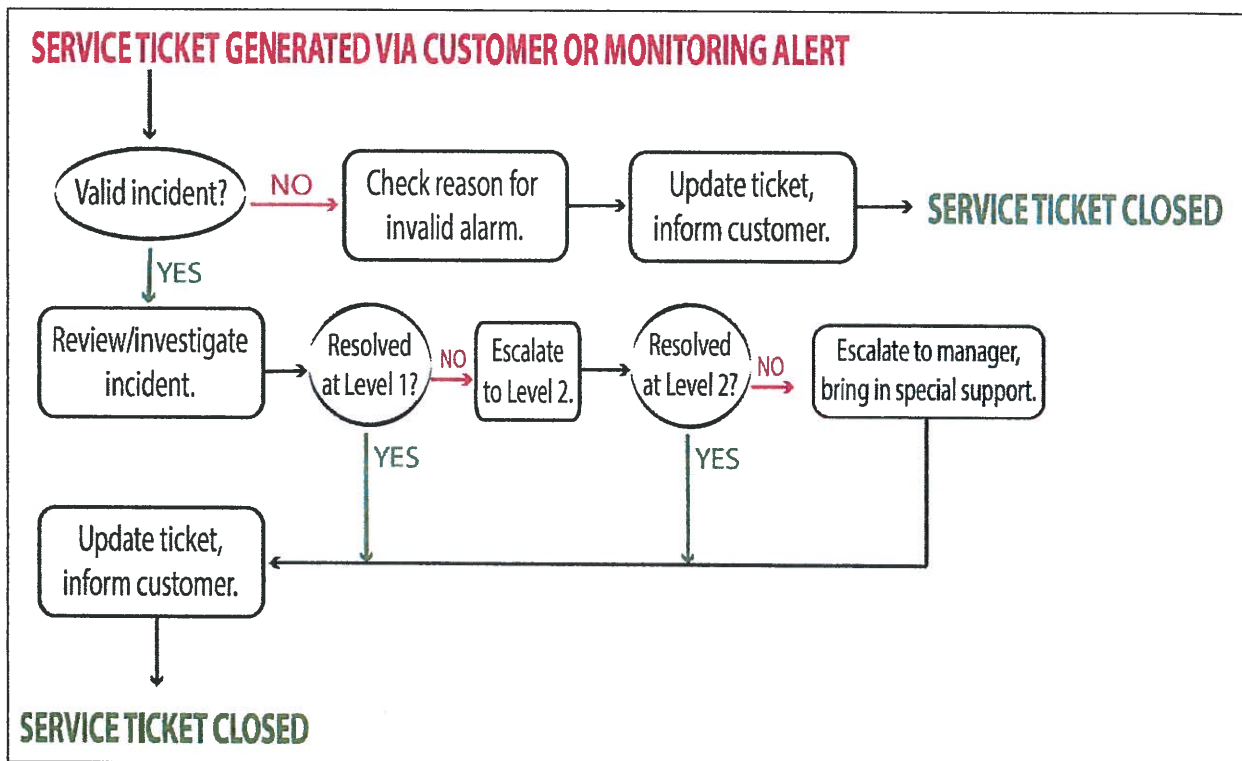 SERVICE TICKET GENERATED VIA CUSTOMER OR MONITORING ALERT
Valid incident?
NO
Check reason for
invalid alarm.
Update ticket,
inform customer.
SERVICE TICKET CLOSED
YES
Review/investigate
incident.
Resolved
at Level 1?
NO
Escalate
to Level 2.
Resolved
at Level 2?
NO
Escalate to manager,
bring in special support.
YES
YES
Update ticket,
inform customer.
SERVICE TICKET CLOSED